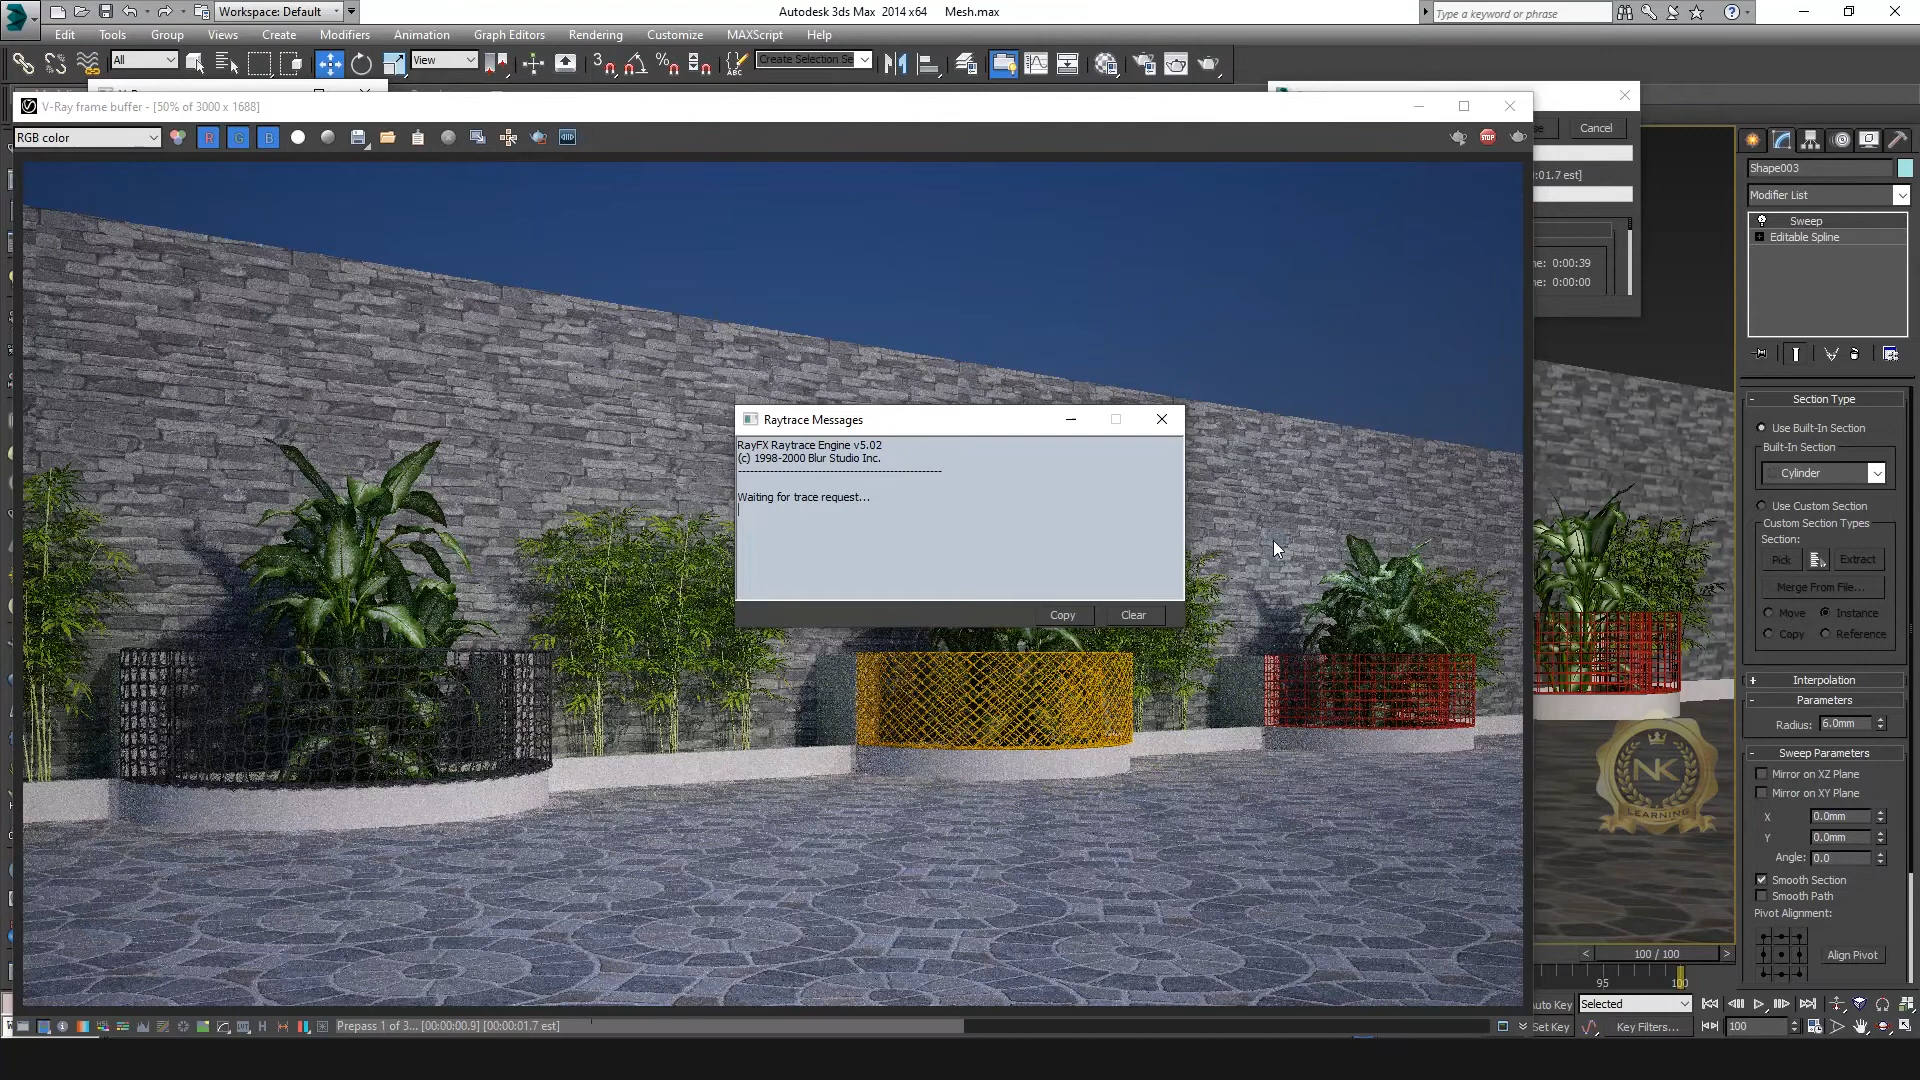 Workspace: Default
Autodesk 3ds Max 2014 x64 Mesh.max
Type a keyword or phrase
Edit Tools Group Views Create Modifiers Animation Graph Editors Rendering Customize MAXScript Help
All
View
3
Create Selection Se
V-Ray frame buffer - [50% of 3000 x 1688]
RGB color
R G B
STOP
Cancel
:01.7 est]
ne: 0:00:39
ne: 0:00:00
Raytrace Messages
RayFX Raytrace Engine v5.02
(c) 1998-2000 Blur Studio Inc.
Waiting for trace request...
Copy
Clear
Shape003
Modifier List
Sweep
Editable Spline
Section Type
Use Built-In Section
Built-In Section
Cylinder
Use Custom Section
Custom Section Types
Section:
Pick
Extract
Merge From File...
Move Instance
Copy Reference
Interpolation
Parameters
Radius: 6.0mm
Sweep Parameters
Mirror on XZ Plane
Mirror on XY Plane
X 0.0mm
Y 0.0mm
Angle: 0.0
Smooth Section
Smooth Path
Pivot Alignment:
Align Pivot
NK
LEARNING
< 100 / 100 >
95 100
Auto Key Selected
Set Key Key Filters... 100
Prepass 1 of 3... [00:00:00.9] [00:00:01.7 est]